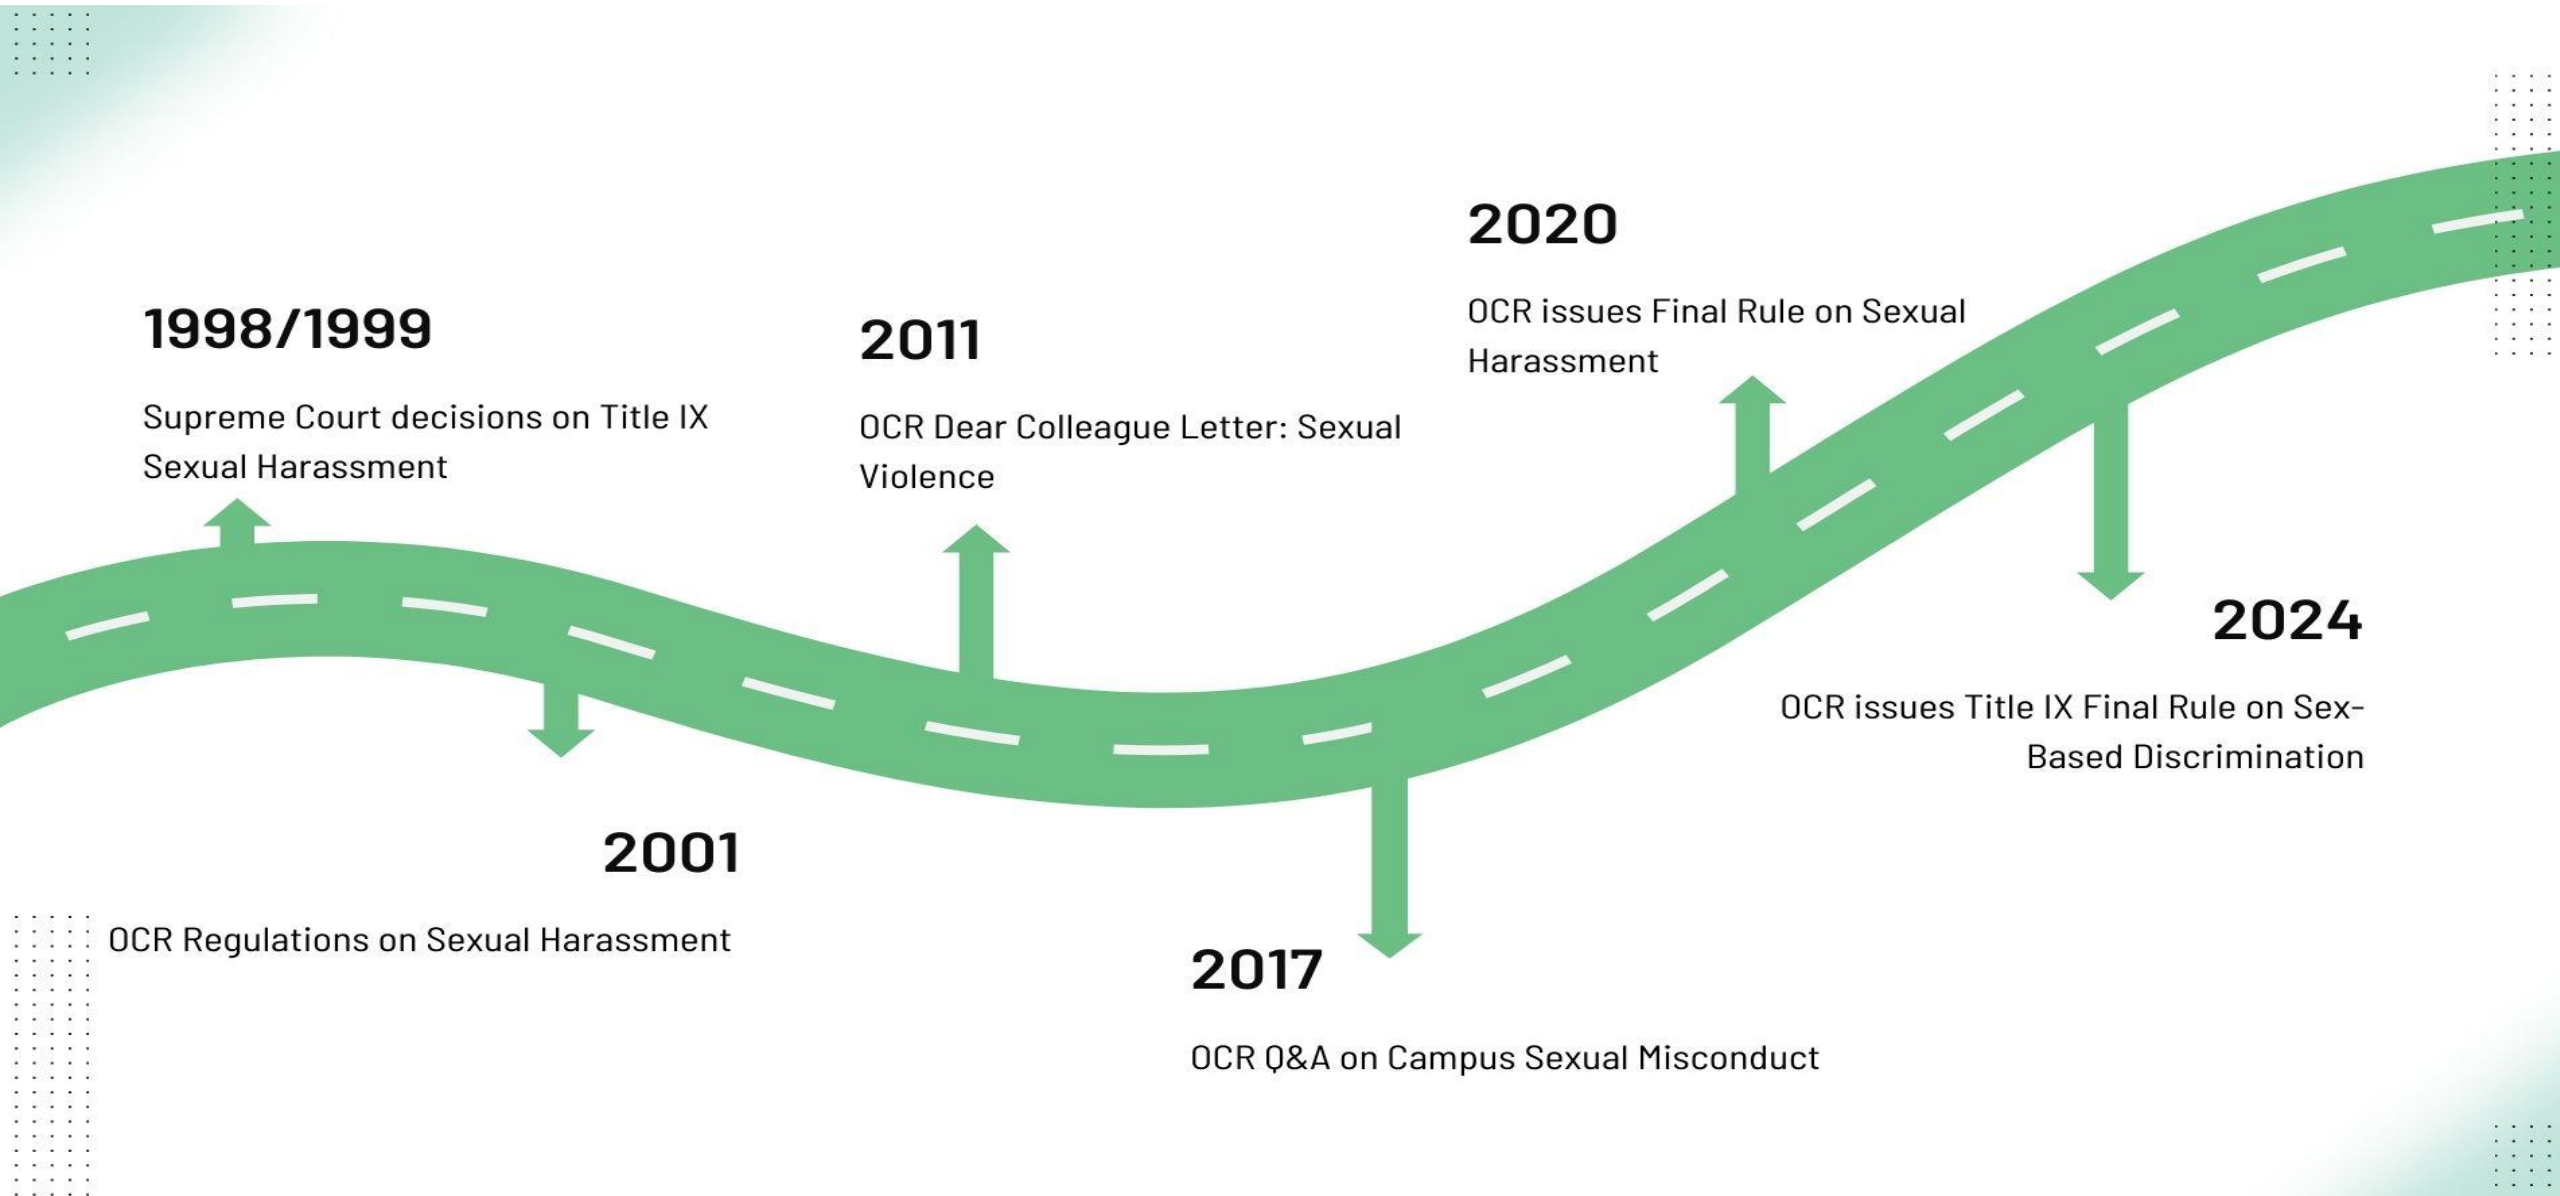 1998/1999
Supreme Court decisions on Title IX
Sexual Harassment
2001
OCR Regulations on Sexual Harassment
2011
OCR Dear Colleague Letter: Sexual
Violence
2017
OCR Q&A on Campus Sexual Misconduct
2020
OCR issues Final Rule on Sexual
Harassment
2024
OCR issues Title IX Final Rule on Sex-
Based Discrimination